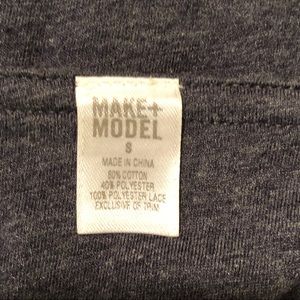 MAKE+
MODEL
S
MADE IN CHINA
60% COTTON
40% POLYESTER
100% POLYESTER LACE
EXCLUSIVE OF TRIM